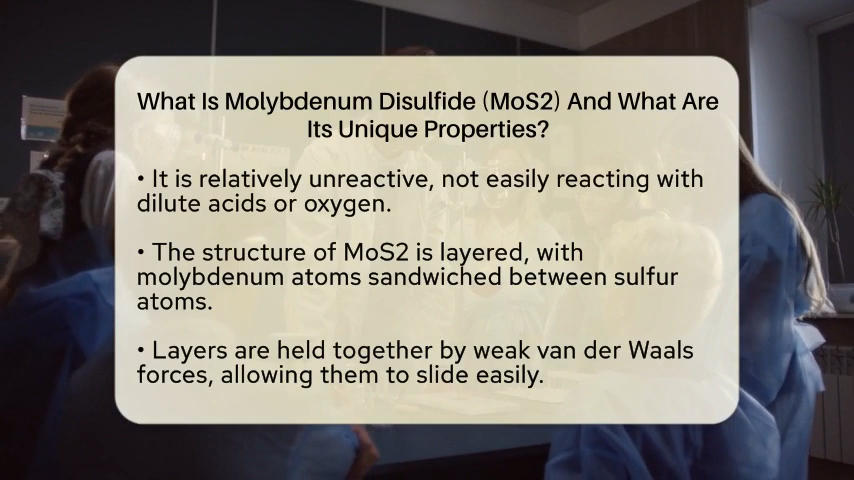 What Is Molybdenum Disulfide (MoS2) And What Are
Its Unique Properties?
• It is relatively unreactive, not easily reacting with
dilute acids or oxygen.
• The structure of MoS2 is layered, with
molybdenum atoms sandwiched between sulfur
atoms.
• Layers are held together by weak van der Waals
forces, allowing them to slide easily.